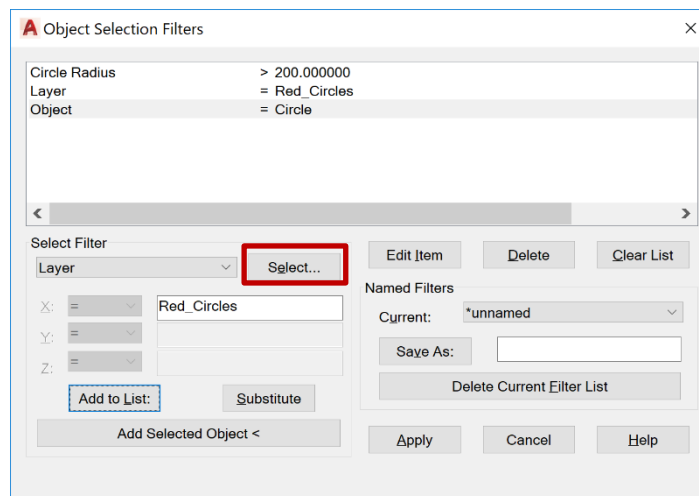 Object Selection Filters
Circle Radius > 200.000000
Layer = Red_Circles
Object = Circle
Select Filter
Layer
Select...
X: = Red_Circles
Y: =
Z: =
Add to List:
Substitute
Add Selected Object <
Edit Item
Delete
Clear List
Named Filters
Current: *unnamed
Save As:
Delete Current Filter List
Apply
Cancel
Help